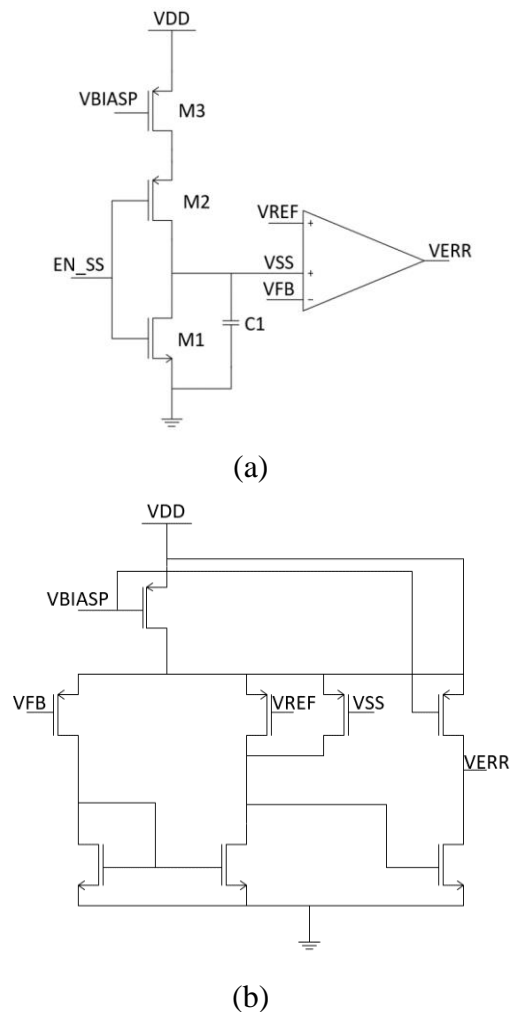 VDD
VBIASP
M3
M2
VREF
+
VERR
EN_SS
VSS
+
VFB
-
M1
C1
(a)
VDD
VBIASP
VFB
VREF
VSS
VERR
(b)